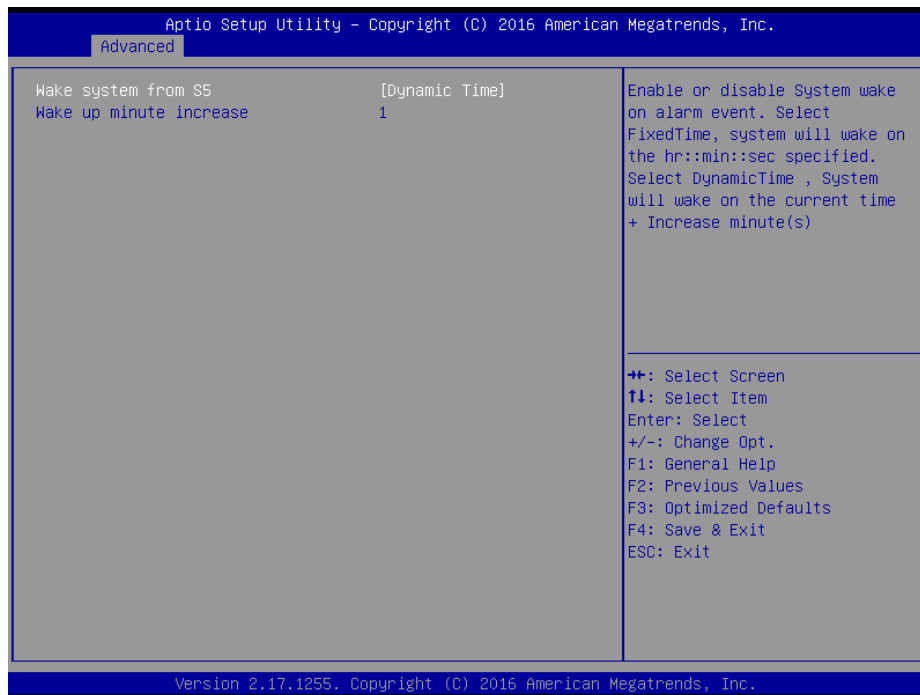 Aptio Setup Utility – Copyright (C) 2016 American Megatrends, Inc.
Advanced
Wake system from S5 [Dynamic Time]
Wake up minute increase 1
Enable or disable System wake
on alarm event. Select
FixedTime, system will wake on
the hr::min::sec specified.
Select DynamicTime , System
will wake on the current time
+ Increase minute(s)
→←: Select Screen
↑↓: Select Item
Enter: Select
+/-: Change Opt.
F1: General Help
F2: Previous Values
F3: Optimized Defaults
F4: Save & Exit
ESC: Exit
Version 2.17.1255. Copyright (C) 2016 American Megatrends, Inc.